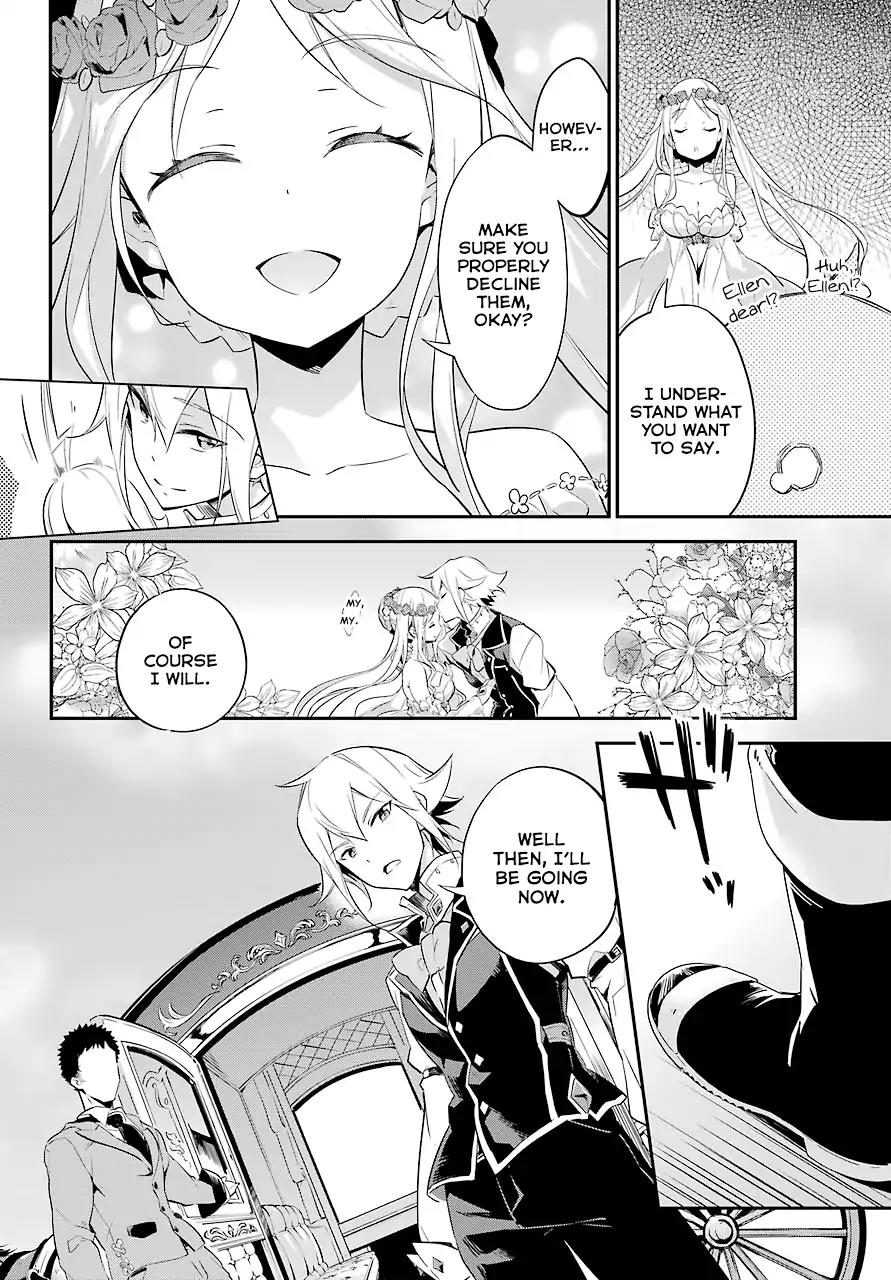 Huh,
Ellen!?
Ellen
dear!?
I UNDER-
STAND WHAT
YOU WANT
TO SAY.
HOWEV-
ER...
MAKE
SURE YOU
PROPERLY
DECLINE
THEM,
OKAY?
MY,
MY.
OF
COURSE
I WILL.
WELL
THEN, I'LL
BE GOING
NOW.